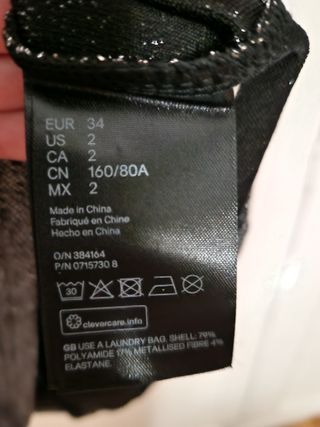 EUR 34
US 2
CA 2
CN 160/80A
MX 2
Made in China
Fabriqué en Chine
Hecho en China
O/N 384164
P/N 0715730 8
30
clevercare.info
GB USE A LAUNDRY BAG. SHELL: 79%
POLYAMIDE 17% METALLISED FIBRE 4%
ELASTANE.